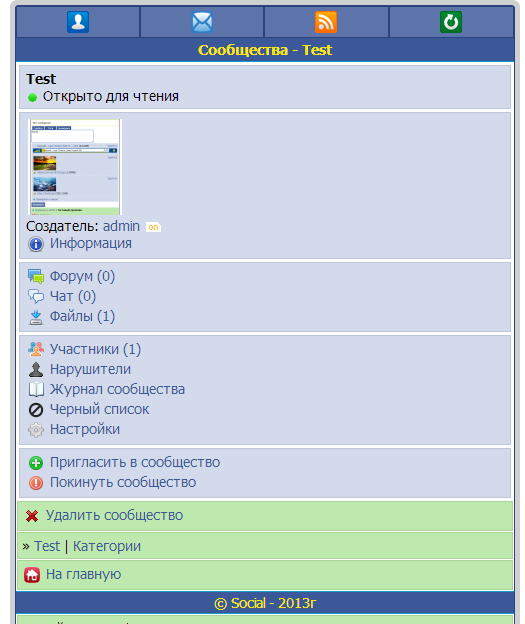 Сообщества - Test
Test
Открыто для чтения
Создатель: admin on
Информация
Форум (0)
Чат (0)
Файлы (1)
Участники (1)
Нарушители
Журнал сообщества
Черный список
Настройки
Пригласить в сообщество
Покинуть сообщество
Удалить сообщество
» Test | Категории
На главную
© Social - 2013г